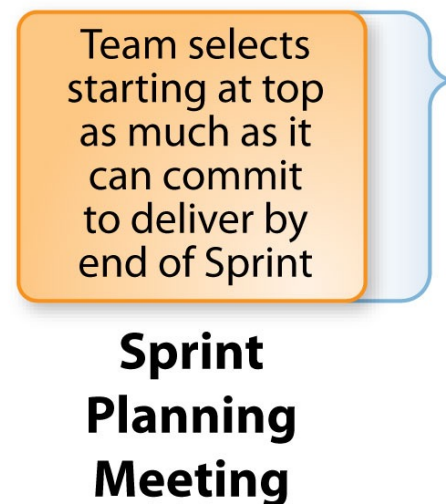 Team selects
starting at top
as much as it
can commit
to deliver by
end of Sprint
Sprint
Planning
Meeting